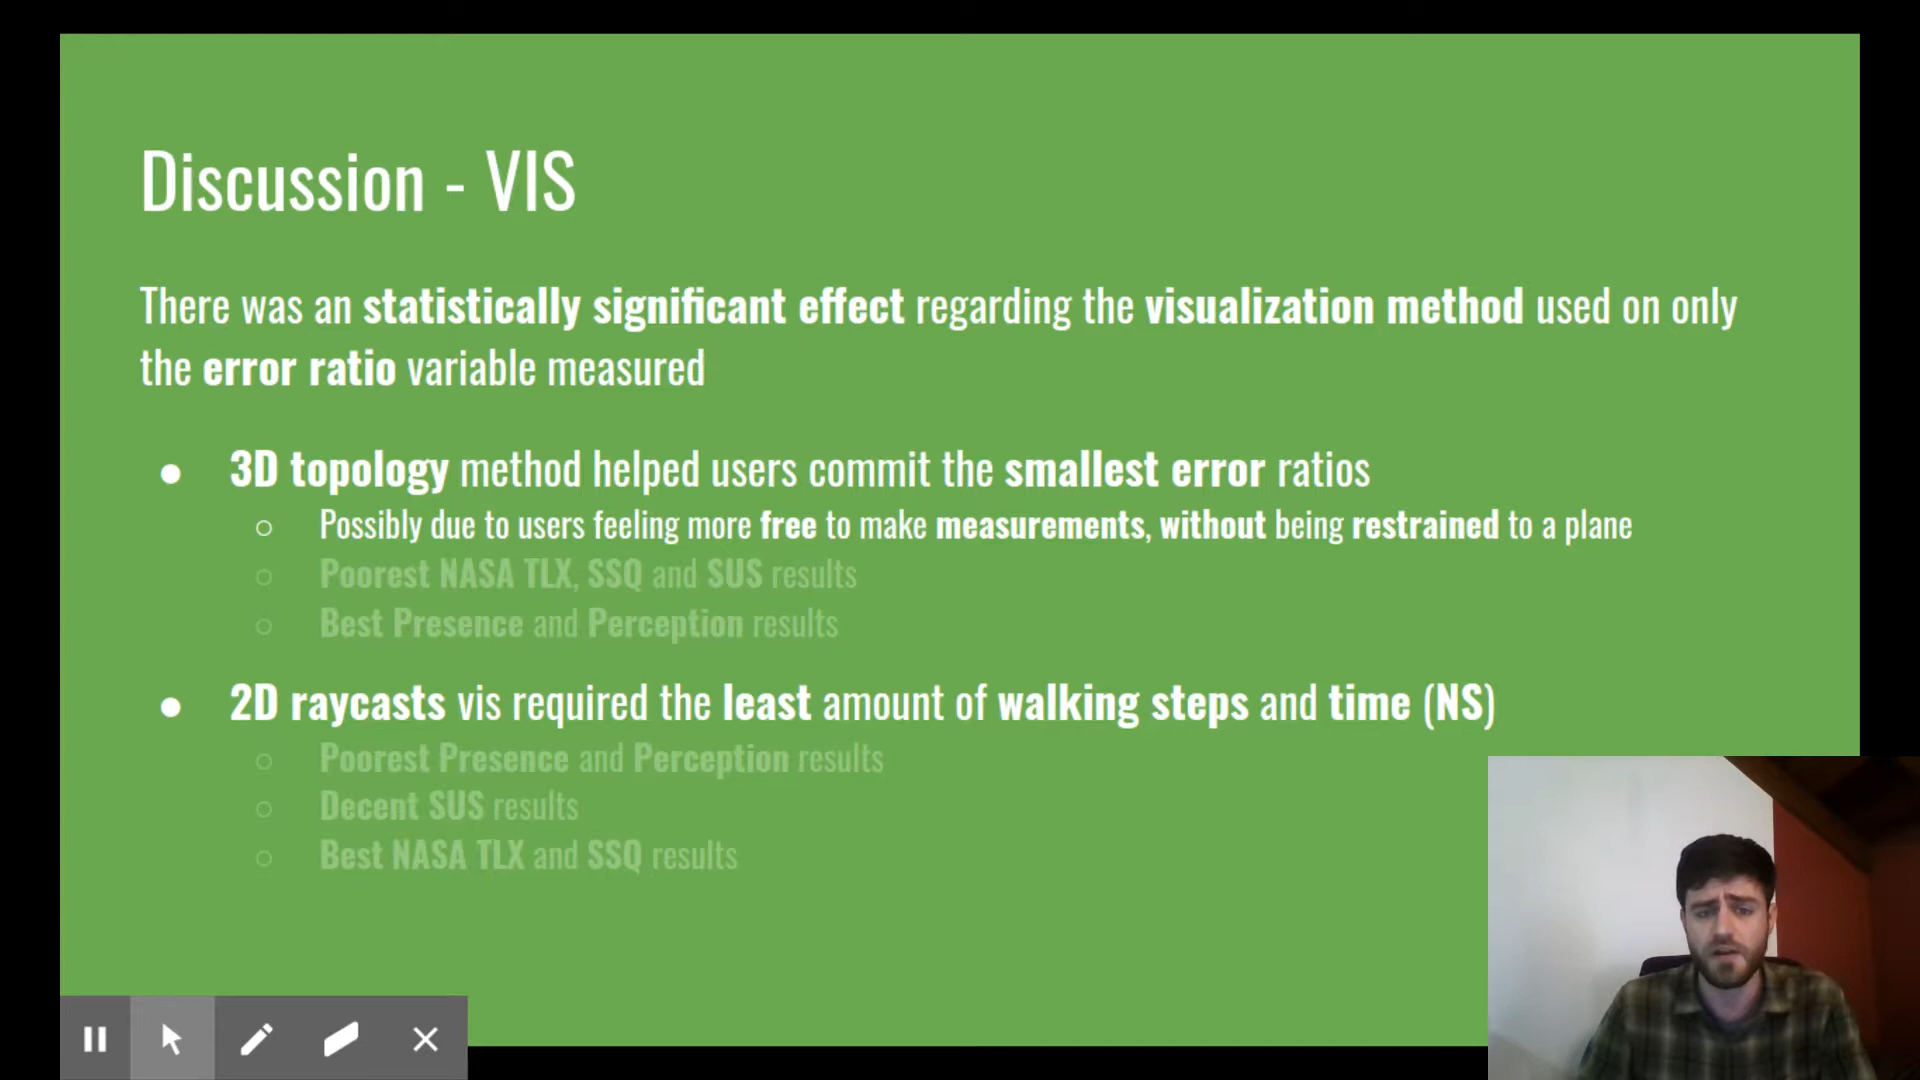 Discussion - VIS
There was an statistically significant effect regarding the visualization method used on only
the error ratio variable measured
● 3D topology method helped users commit the smallest error ratios
○ Possibly due to users feeling more free to make measurements, without being restrained to a plane
○ Poorest NASA TLX, SSQ and SUS results
○ Best Presence and Perception results
● 2D raycasts vis required the least amount of walking steps and time (NS)
○ Poorest Presence and Perception results
○ Decent SUS results
○ Best NASA TLX and SSQ results